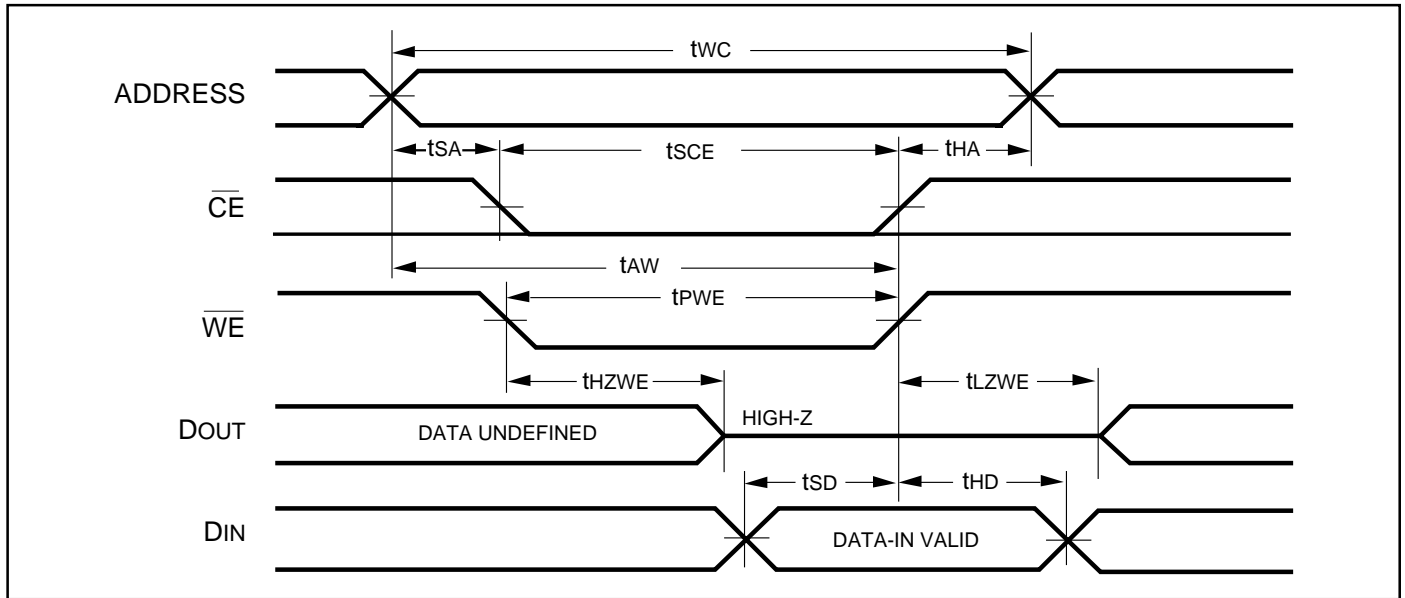 tWC
ADDRESS
tSA
tSCE
tHA
CE
tAW
tPWE
WE
tHZWE
tLZWE
DOUT
DATA UNDEFINED
HIGH-Z
tSD
tHD
DIN
DATA-IN VALID